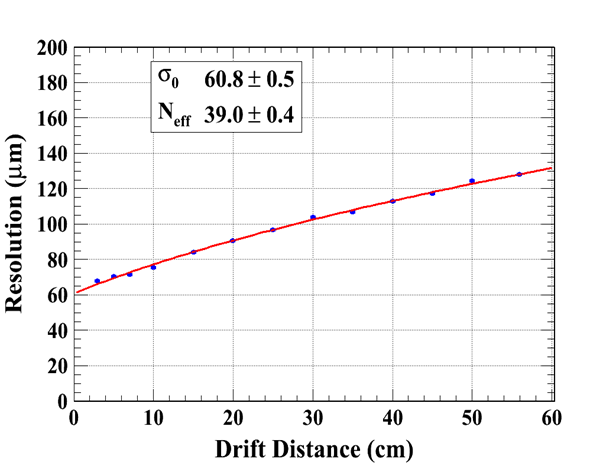 200
180
160
140
120
100
80
60
40
20
0
Resolution (μm)
σ₀ 60.8 ± 0.5
N_eff 39.0 ± 0.4
0 10 20 30 40 50 60
Drift Distance (cm)